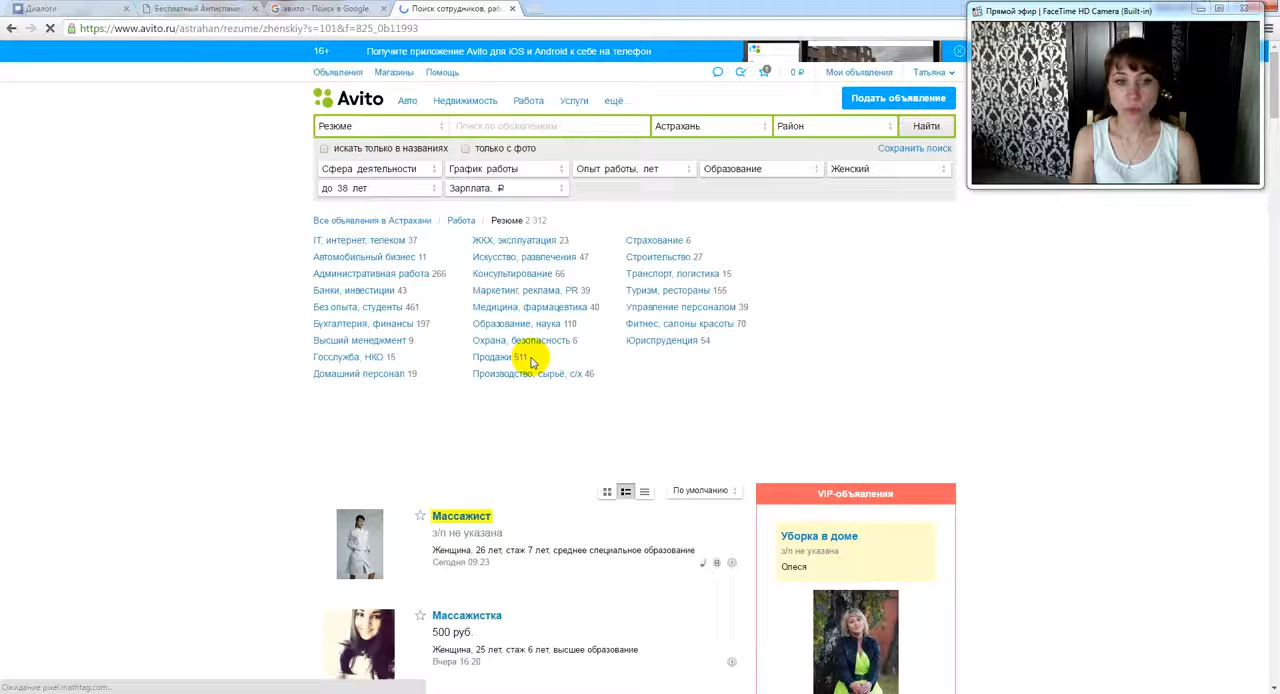 Диалоги
Бесплатный Антиспаме
авито - Поиск в Google
Поиск сотрудников, раб
https://www.avito.ru/astrahan/rezume/zhenskiy?s=101&f=825_0b11993
Прямой эфир | FaceTime HD Camera (Built-in)
16+ Получите приложение Avito для iOS и Android к себе на телефон
Объявления Магазины Помощь 0 ₽ Мои объявления Татьяна
Avito Авто Недвижимость Работа Услуги ещё... Подать объявление
Резюме Поиск по объявлениям Астрахань Район Найти
искать только в названиях только с фото Сохранить поиск
Сфера деятельности График работы Опыт работы, лет Образование Женский
до 38 лет Зарплата, ₽
Все объявления в Астрахани / Работа / Резюме 2 312
IT, интернет, телеком 37 ЖКХ, эксплуатация 23 Страхование 6
Автомобильный бизнес 11 Искусство, развлечения 47 Строительство 27
Административная работа 266 Консультирование 66 Транспорт, логистика 15
Банки, инвестиции 43 Маркетинг, реклама, PR 39 Туризм, рестораны 155
Без опыта, студенты 461 Медицина, фармацевтика 40 Управление персоналом 39
Бухгалтерия, финансы 197 Образование, наука 110 Фитнес, салоны красоты 70
Высший менеджмент 9 Охрана, безопасность 6 Юриспруденция 54
Госслужба, НКО 15 Продажи 511
Домашний персонал 19 Производство, сырьё, с/х 46
По умолчанию
VIP-объявления
Массажист
з/п не указана
Женщина, 26 лет, стаж 7 лет, среднее специальное образование
Сегодня 09:23
Уборка в доме
з/п не указана
Олеся
Массажистка
500 руб.
Женщина, 25 лет, стаж 6 лет, высшее образование
Вчера 16:20
Ожидание pixel.mathtag.com...